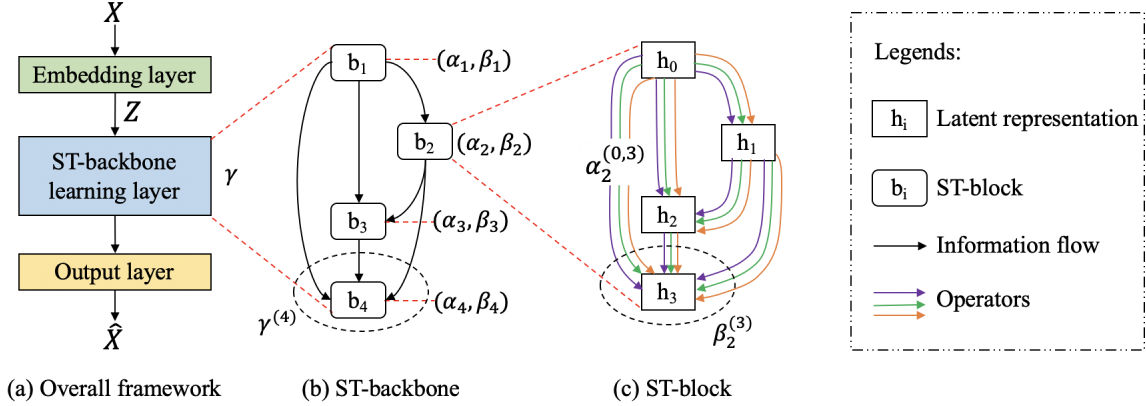 X
Embedding layer
Z
ST-backbone
learning layer
γ
Output layer
X̂
(a) Overall framework
b₁
(α₁, β₁)
b₂
(α₂, β₂)
b₃
(α₃, β₃)
b₄
(α₄, β₄)
γ⁽⁴⁾
(b) ST-backbone
h₀
h₁
α₂⁽⁰,³⁾
h₂
h₃
β₂⁽³⁾
(c) ST-block
Legends:
hᵢ Latent representation
bᵢ ST-block
Information flow
Operators